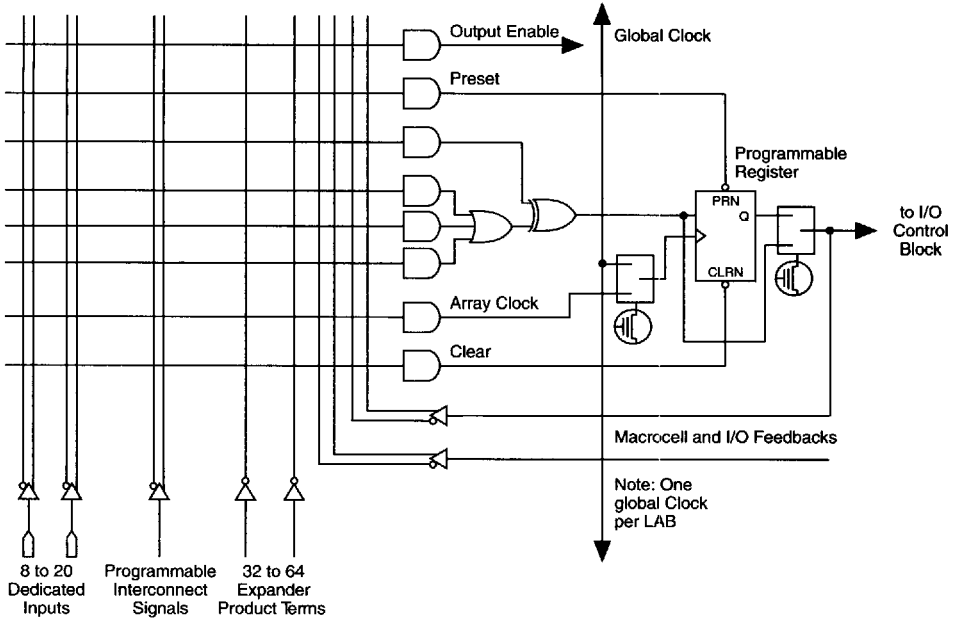 Output Enable
Global Clock
Preset
Programmable
Register
PRN
Q
to I/O
Control
Block
CLRN
Array Clock
Clear
Macrocell and I/O Feedbacks
Note: One
global Clock
per LAB
8 to 20
Dedicated
Inputs
Programmable
Interconnect
Signals
32 to 64
Expander
Product Terms